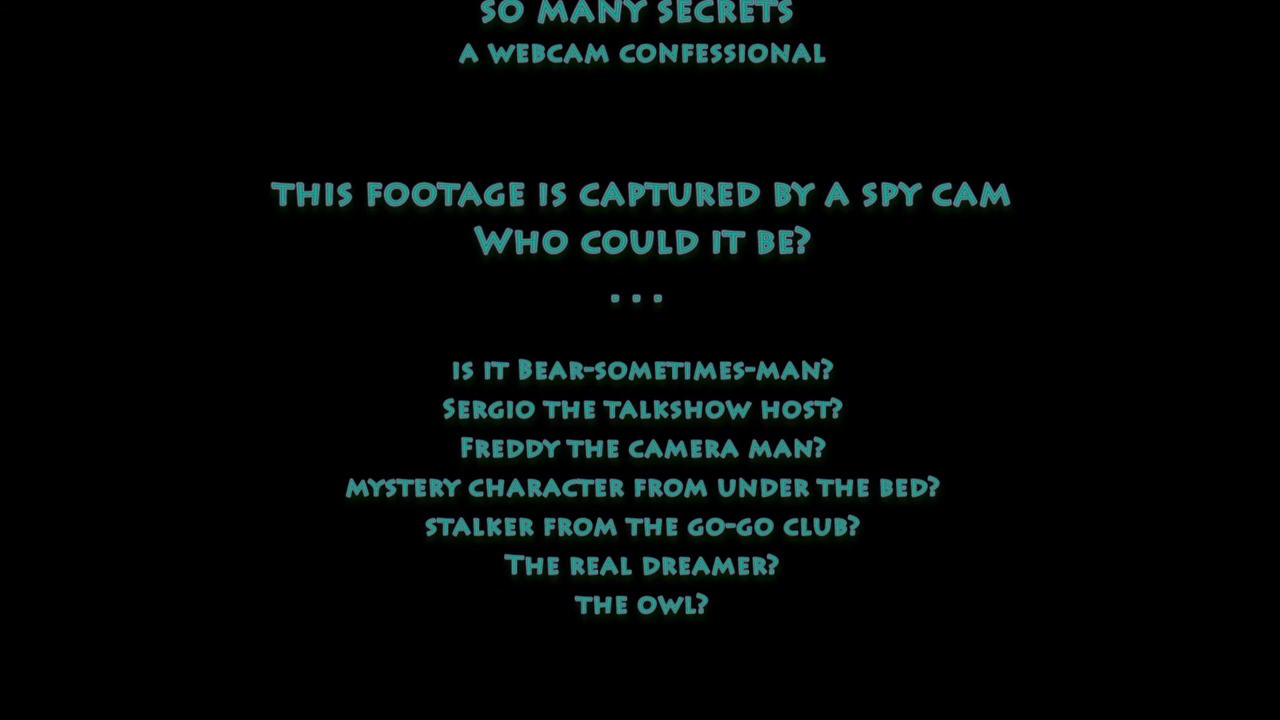 SO MANY SECRETS
A WEBCAM CONFESSIONAL
THIS FOOTAGE IS CAPTURED BY A SPY CAM
WHO COULD IT BE?
. . .
IS IT BEAR-SOMETIMES-MAN?
SERGIO THE TALKSHOW HOST?
FREDDY THE CAMERA MAN?
MYSTERY CHARACTER FROM UNDER THE BED?
STALKER FROM THE GO-GO CLUB?
THE REAL DREAMER?
THE OWL?